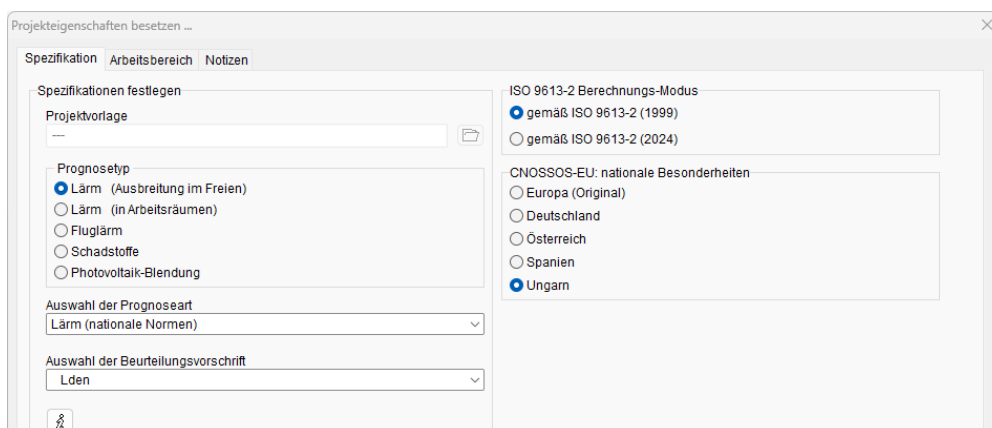 Projekteigenschaften besetzen ...
Spezifikation Arbeitsbereich Notizen
Spezifikationen festlegen
Projektvorlage
---
Prognosetyp
Lärm (Ausbreitung im Freien)
Lärm (in Arbeitsräumen)
Fluglärm
Schadstoffe
Photovoltaik-Blendung
Auswahl der Prognoseart
Lärm (nationale Normen)
Auswahl der Beurteilungsvorschrift
Lden
ISO 9613-2 Berechnungs-Modus
gemäß ISO 9613-2 (1999)
gemäß ISO 9613-2 (2024)
CNOSSOS-EU: nationale Besonderheiten
Europa (Original)
Deutschland
Österreich
Spanien
Ungarn